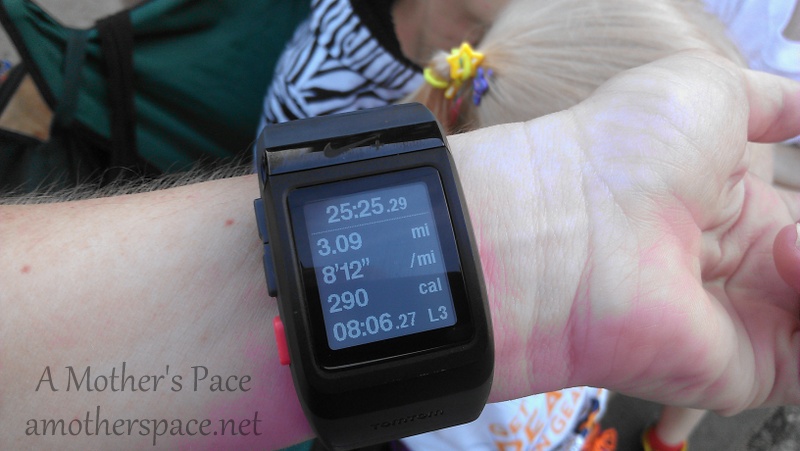 25:25.29
3.09 mi
8'12" /mi
290 cal
08:06.27 L3
TOMTOM
A Mother's Pace
amotherspace.net